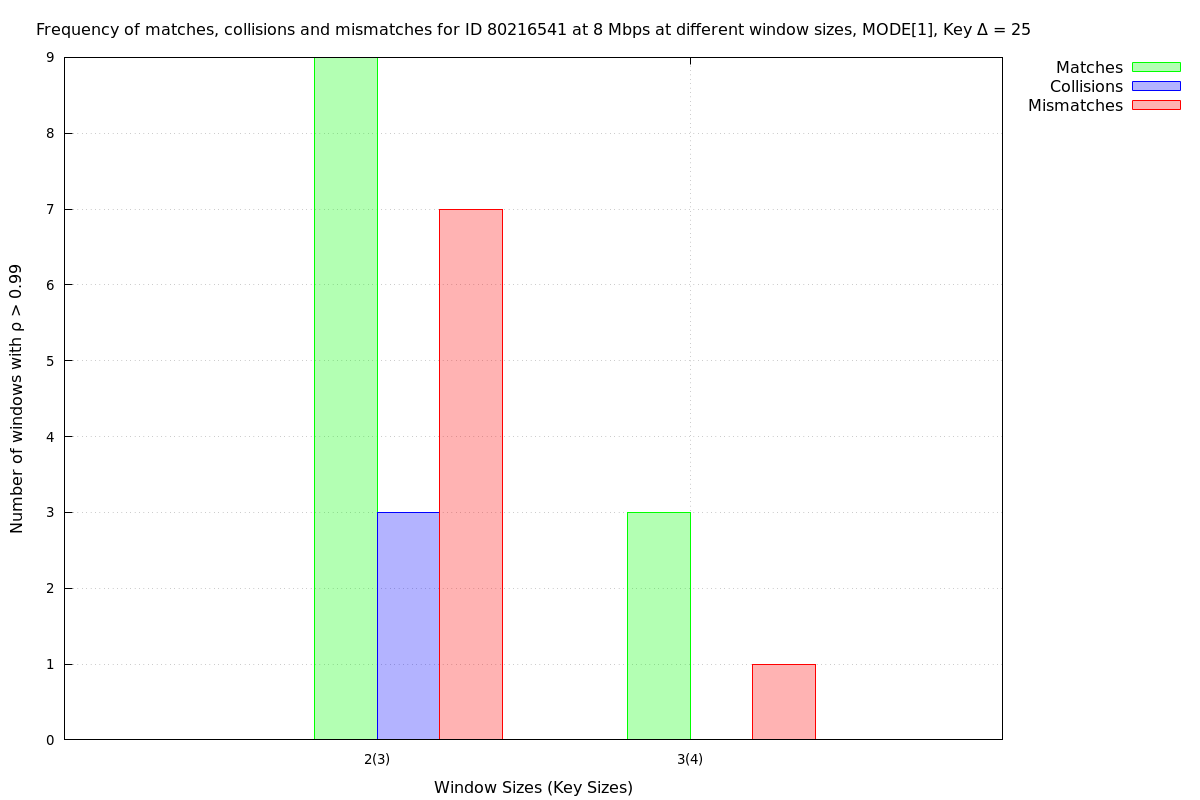 Frequency of matches, collisions and mismatches for ID 80216541 at 8 Mbps at different window sizes, MODE[1], Key Δ = 25
Matches
Collisions
Mismatches
Number of windows with ρ > 0.99
9
8
7
6
5
4
3
2
1
0
2(3)
3(4)
Window Sizes (Key Sizes)